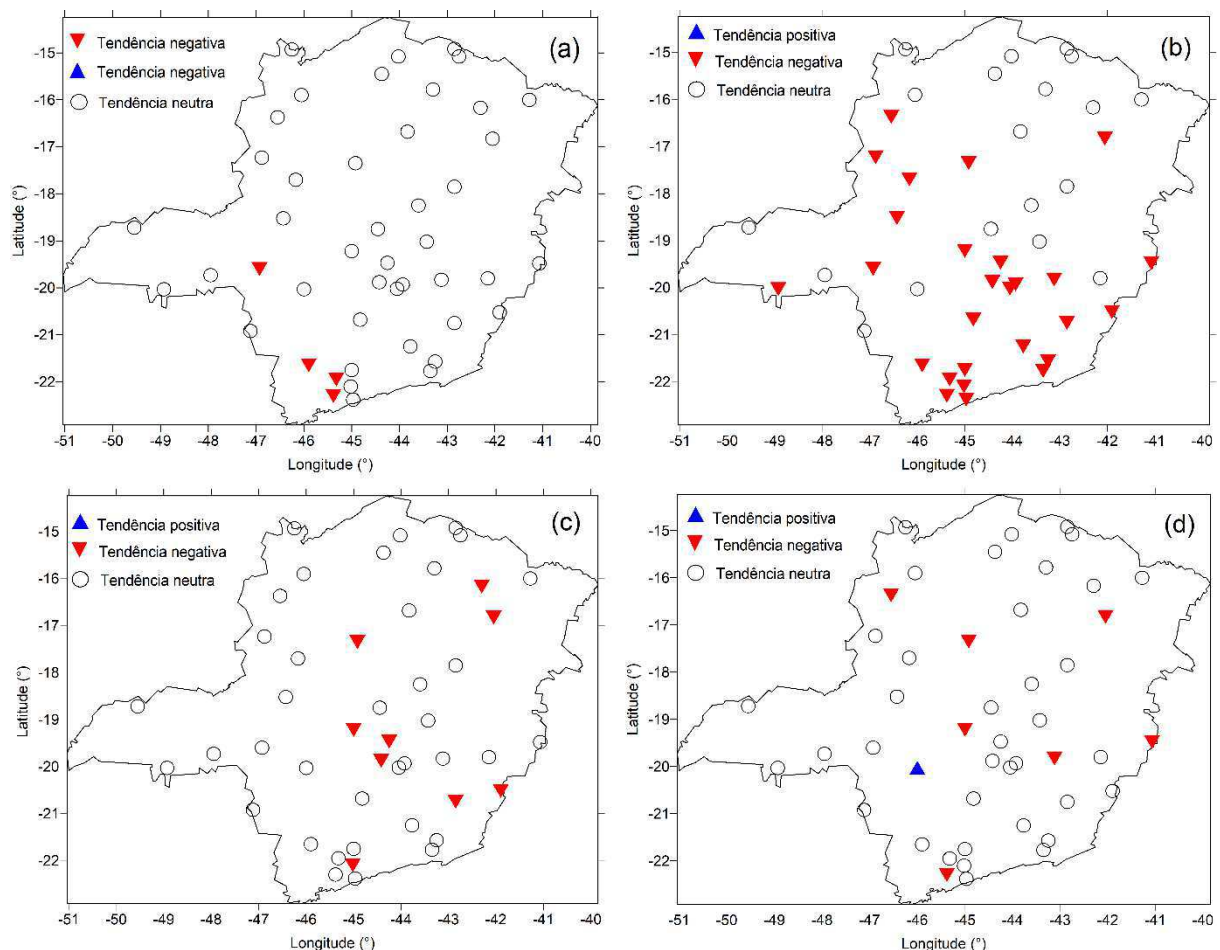 Tendência negativa
Tendência negativa
Tendência neutra
(a)
-15
-16
-17
-18
-19
-20
-21
-22
Latitude (°)
-51 -50 -49 -48 -47 -46 -45 -44 -43 -42 -41 -40
Longitude (°)
Tendência positiva
Tendência negativa
Tendência neutra
(b)
-15
-16
-17
-18
-19
-20
-21
-22
Latitude (°)
-51 -50 -49 -48 -47 -46 -45 -44 -43 -42 -41 -40
Longitude (°)
Tendência positiva
Tendência negativa
Tendência neutra
(c)
-15
-16
-17
-18
-19
-20
-21
-22
Latitude (°)
-51 -50 -49 -48 -47 -46 -45 -44 -43 -42 -41 -40
Longitude (°)
Tendência positiva
Tendência negativa
Tendência neutra
(d)
-15
-16
-17
-18
-19
-20
-21
-22
Latitude (°)
-51 -50 -49 -48 -47 -46 -45 -44 -43 -42 -41 -40
Longitude (°)